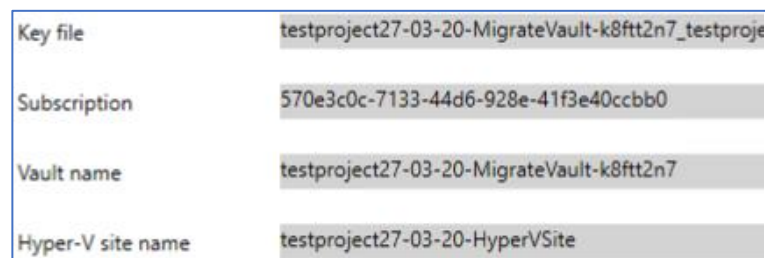 Key file testproject27-03-20-MigrateVault-k8ftt2n7_testproje
Subscription 570e3c0c-7133-44d6-928e-41f3e40ccbb0
Vault name testproject27-03-20-MigrateVault-k8ftt2n7
Hyper-V site name testproject27-03-20-HyperVSite